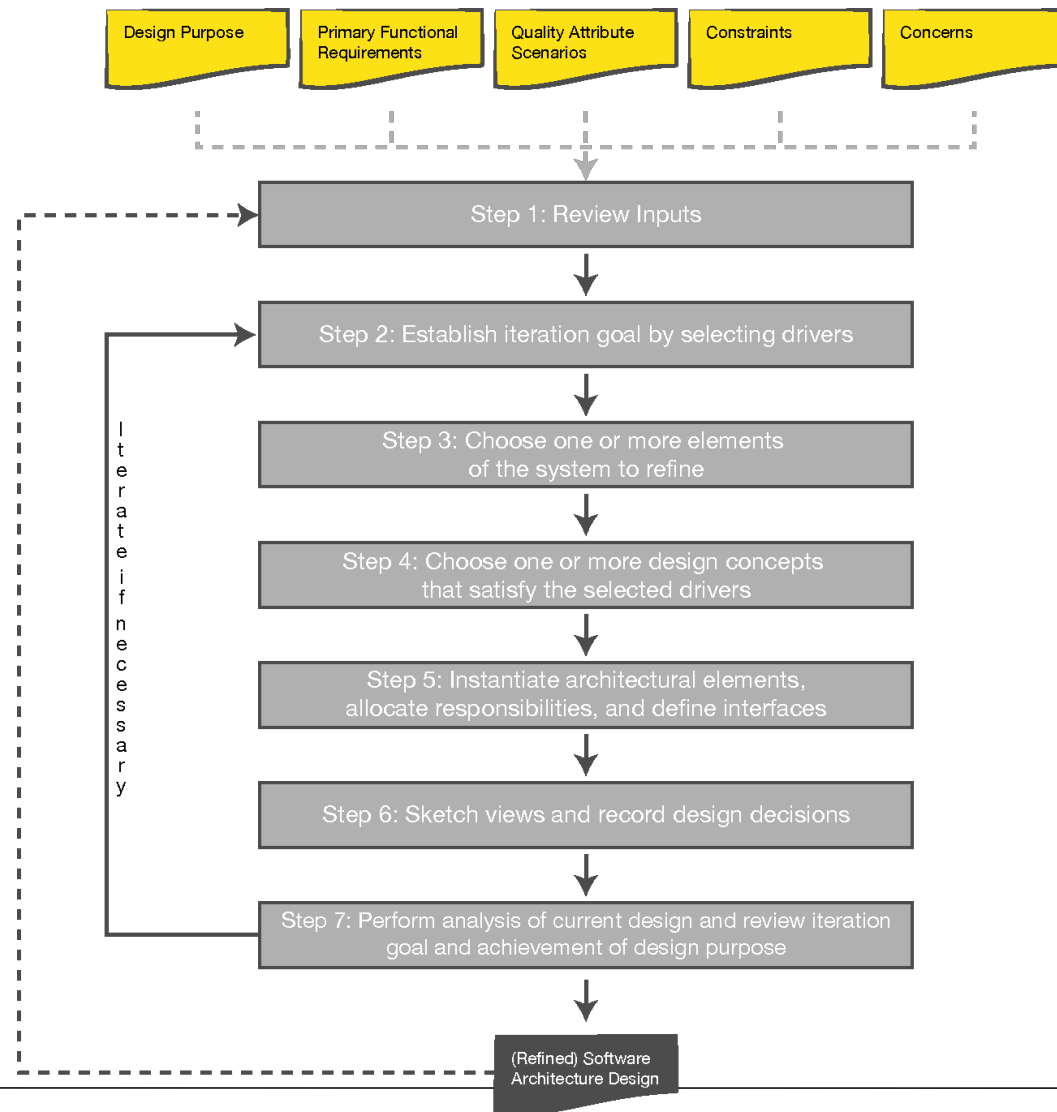 Design Purpose
Primary Functional
Requirements
Quality Attribute
Scenarios
Constraints
Concerns
Step 1: Review Inputs
Step 2: Establish iteration goal by selecting drivers
Step 3: Choose one or more elements
of the system to refine
Step 4: Choose one or more design concepts
that satisfy the selected drivers
Step 5: Instantiate architectural elements,
allocate responsibilities, and define interfaces
Step 6: Sketch views and record design decisions
Step 7: Perform analysis of current design and review iteration
goal and achievement of design purpose
Iterate if necessary
(Refined) Software
Architecture Design